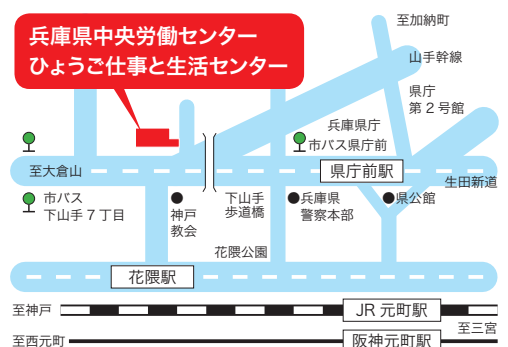 兵庫県中央労働センター
ひょうご仕事と生活センター
至加納町
山手幹線
県庁
第2号館
兵庫県庁
市バス県庁前
至大倉山
県庁前駅
生田新道
市バス
下山手7丁目
神戸
教会
下山手
歩道橋
兵庫県
警察本部
県公館
花隈公園
花隈駅
至神戸
JR元町駅
至三宮
至西元町
阪神元町駅